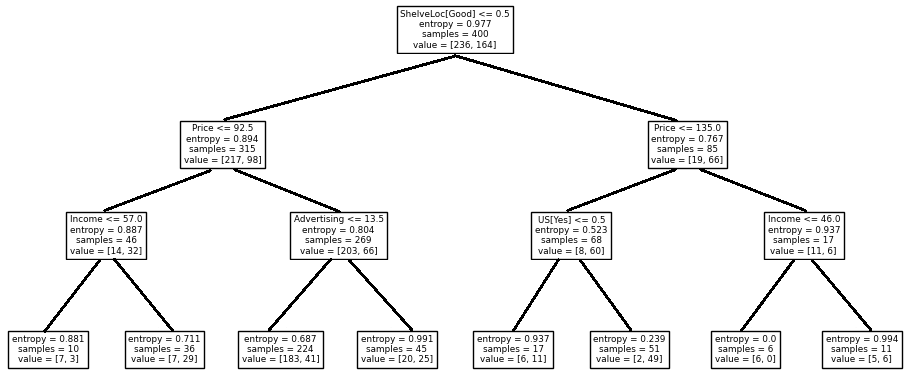 ShelveLoc[Good] <= 0.5
entropy = 0.977
samples = 400
value = [236, 164]
Price <= 92.5
entropy = 0.894
samples = 315
value = [217, 98]
Price <= 135.0
entropy = 0.767
samples = 85
value = [19, 66]
Income <= 57.0
entropy = 0.887
samples = 46
value = [14, 32]
Advertising <= 13.5
entropy = 0.804
samples = 269
value = [203, 66]
US[Yes] <= 0.5
entropy = 0.523
samples = 68
value = [8, 60]
Income <= 46.0
entropy = 0.937
samples = 17
value = [11, 6]
entropy = 0.881
samples = 10
value = [7, 3]
entropy = 0.711
samples = 36
value = [7, 29]
entropy = 0.687
samples = 224
value = [183, 41]
entropy = 0.991
samples = 45
value = [20, 25]
entropy = 0.937
samples = 17
value = [6, 11]
entropy = 0.239
samples = 51
value = [2, 49]
entropy = 0.0
samples = 6
value = [6, 0]
entropy = 0.994
samples = 11
value = [5, 6]